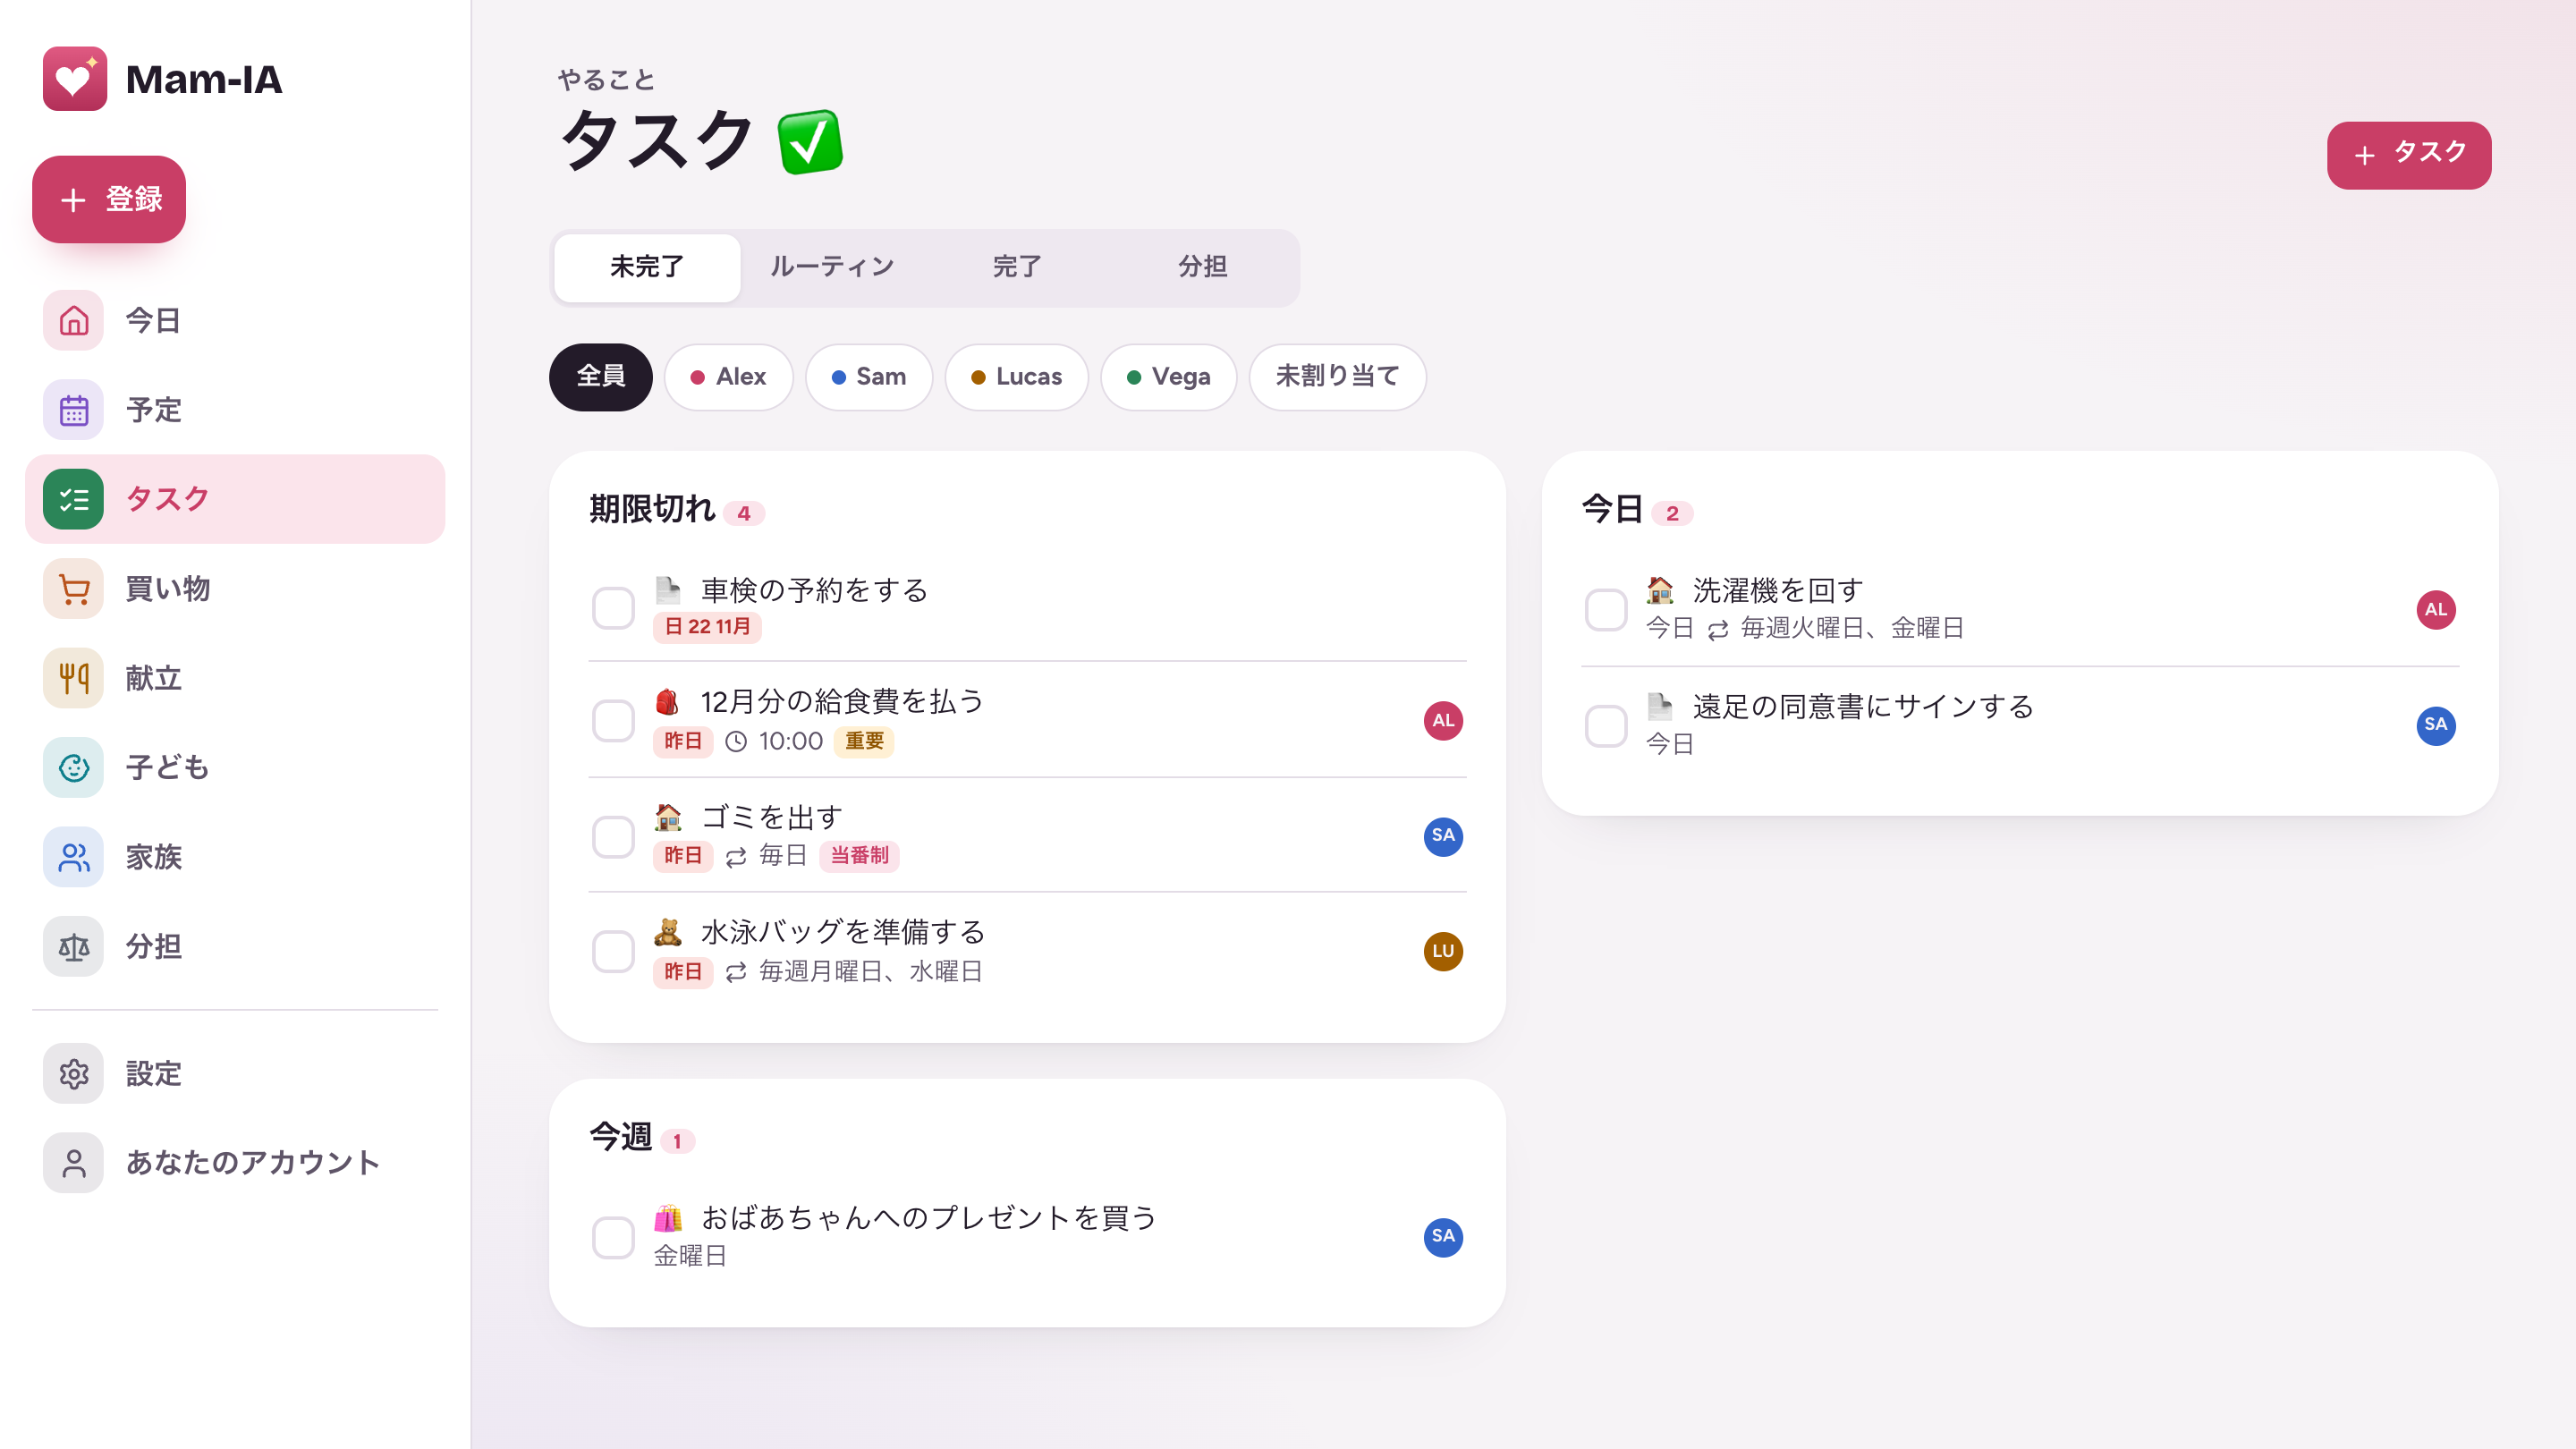 Mam-IA
登録
今日
予定
タスク
買い物
献立
子ども
家族
分担
設定
あなたのアカウント
やること
タスク
タスク
未完了 ルーティン 完了 分担
全員 Alex Sam Lucas Vega 未割り当て
期限切れ 4
車検の予約をする
日 22 11月
12月分の給食費を払う
昨日 10:00 重要
AL
ゴミを出す
昨日 毎日 当番制
SA
水泳バッグを準備する
昨日 毎週月曜日、水曜日
LU
今日 2
洗濯機を回す
今日 毎週火曜日、金曜日
AL
遠足の同意書にサインする
今日
SA
今週 1
おばあちゃんへのプレゼントを買う
金曜日
SA